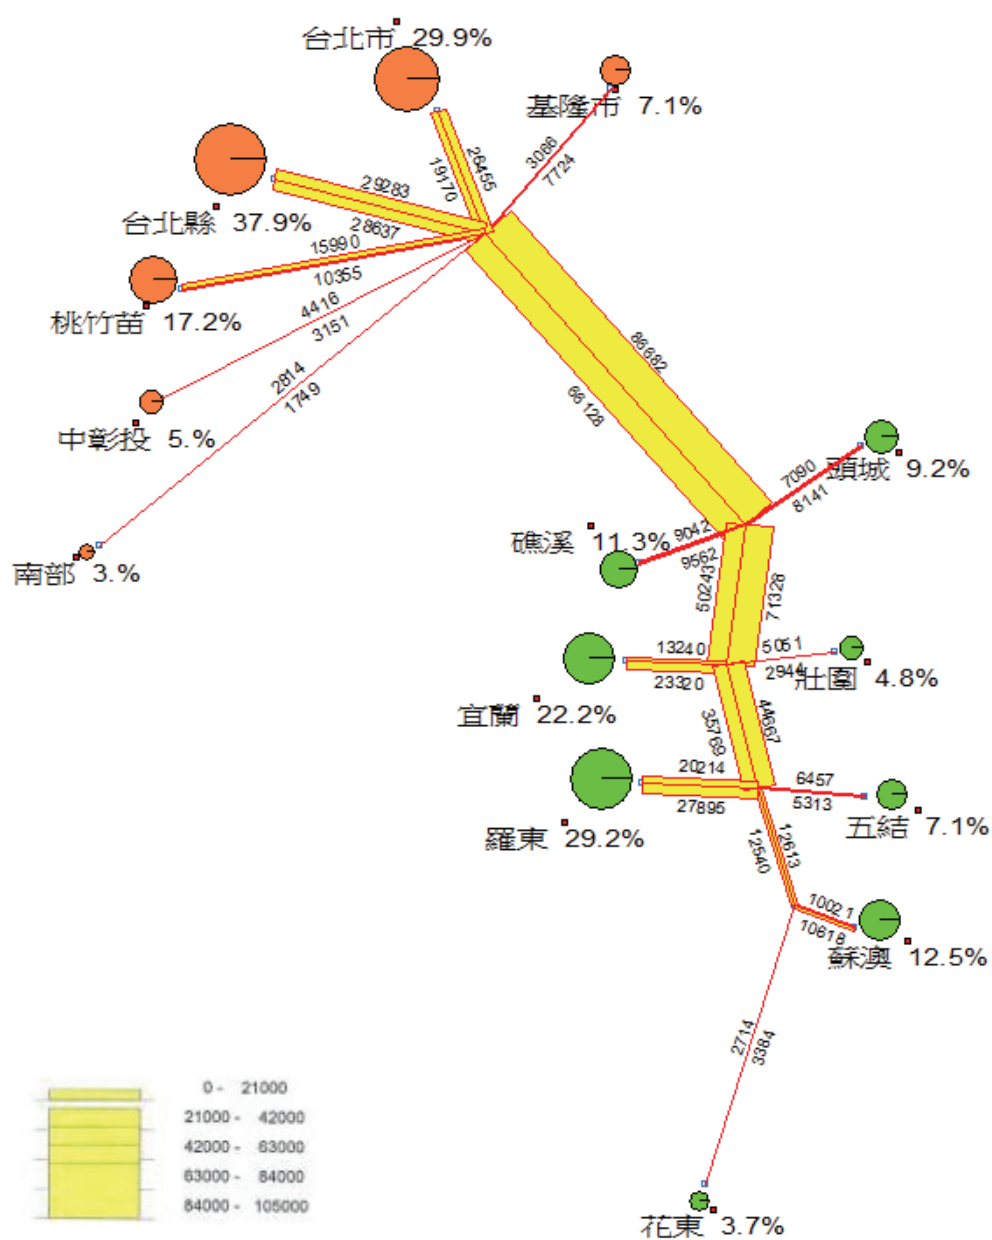 台北市 29.9%
基隆市 7.1%
26455
19170
3086
7724
29283
28637
台北縣 37.9%
15990
10355
桃竹苗 17.2%
4416
3151
2814
1749
86682
66128
中彰投 5.%
南部 3.%
7090
8141
頭城 9.2%
9042
9562
礁溪 11.3%
50243
71328
13240
23320
宜蘭 22.2%
5051
2944
壯圍 4.8%
35769
44667
20214
27895
羅東 29.2%
6457
5313
五結 7.1%
12540
12613
10021
10618
蘇澳 12.5%
2714
3384
花東 3.7%
0 - 21000
21000 - 42000
42000 - 63000
63000 - 84000
84000 - 105000